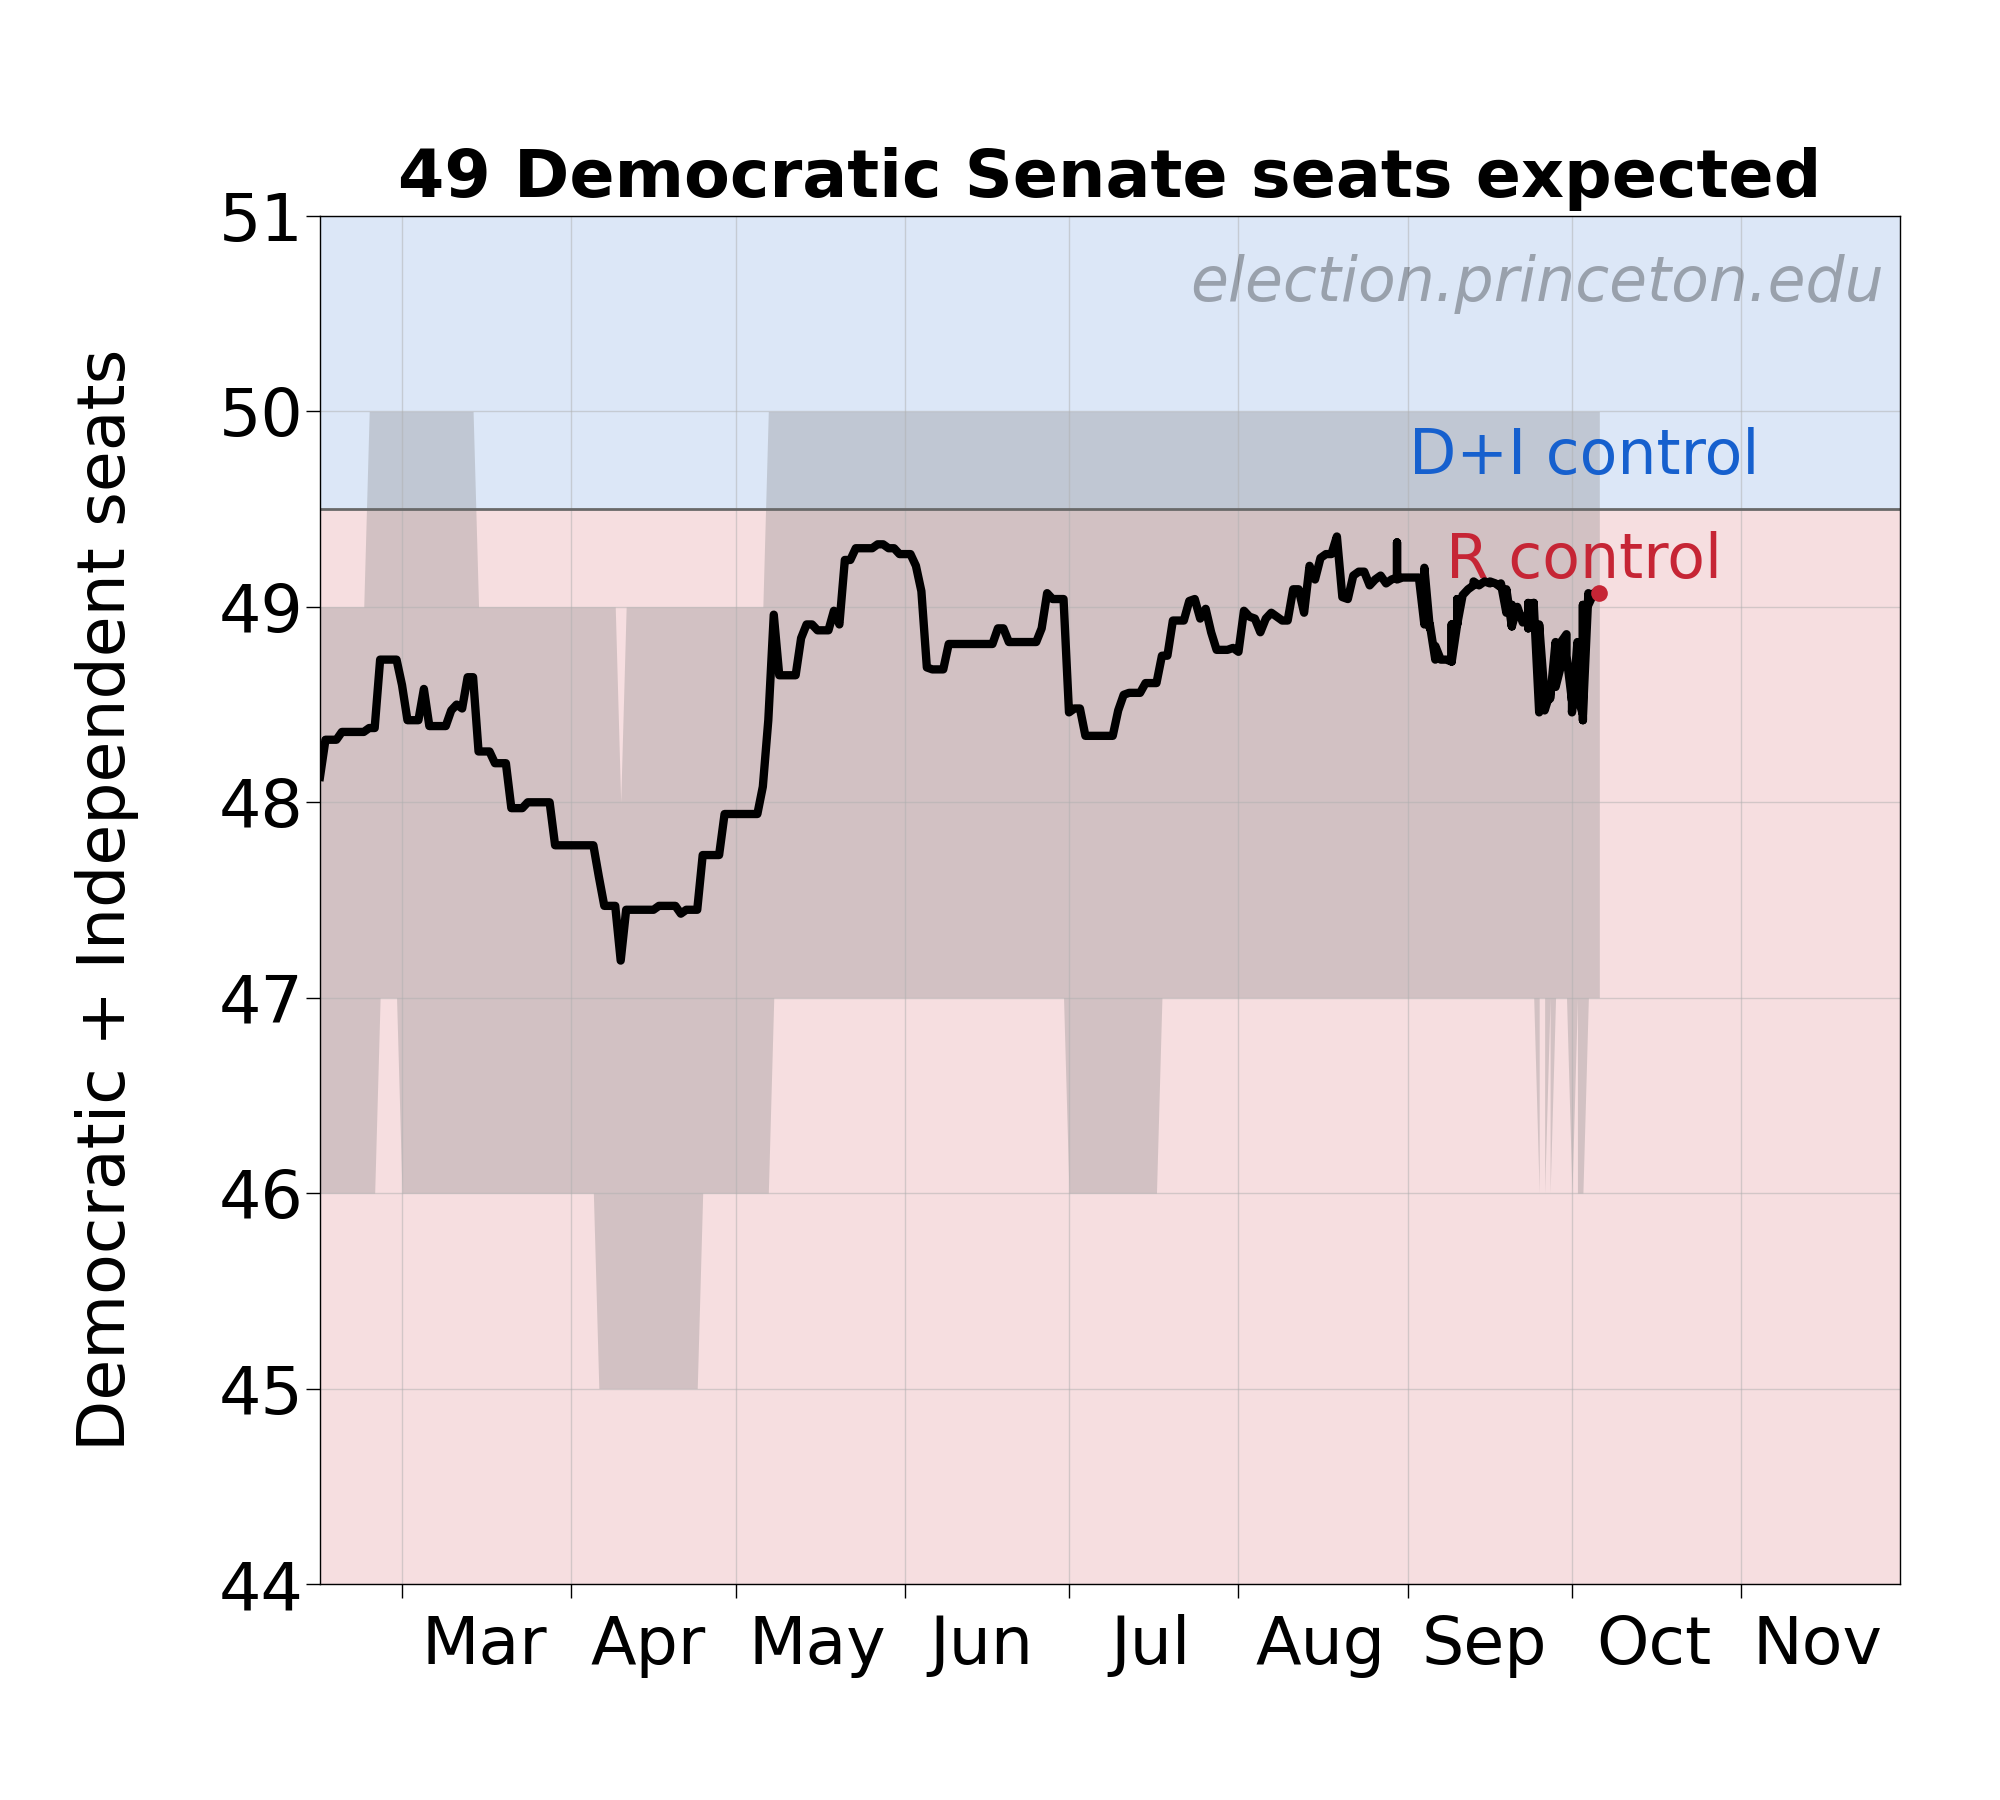 49 Democratic Senate seats expected
election.princeton.edu
D+I control
R control
Democratic + Independent seats
51
50
49
48
47
46
45
44
Mar Apr May Jun Jul Aug Sep Oct Nov